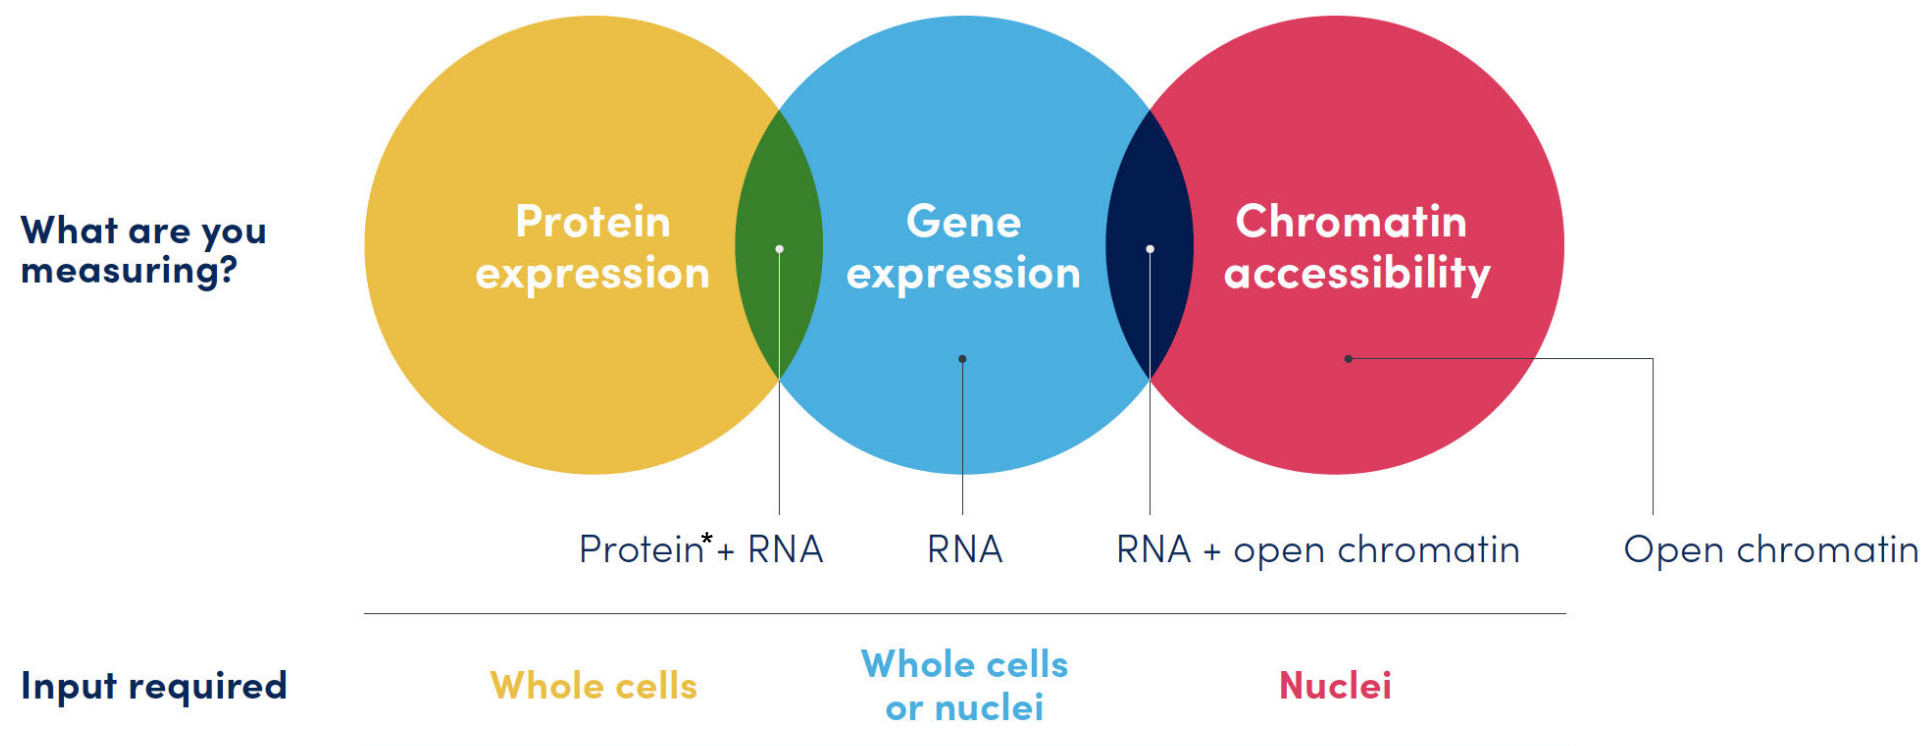 What are you
measuring?
Protein
expression
Gene
expression
Chromatin
accessibility
Protein* + RNA
RNA
RNA + open chromatin
Open chromatin
Input required
Whole cells
Whole cells
or nuclei
Nuclei